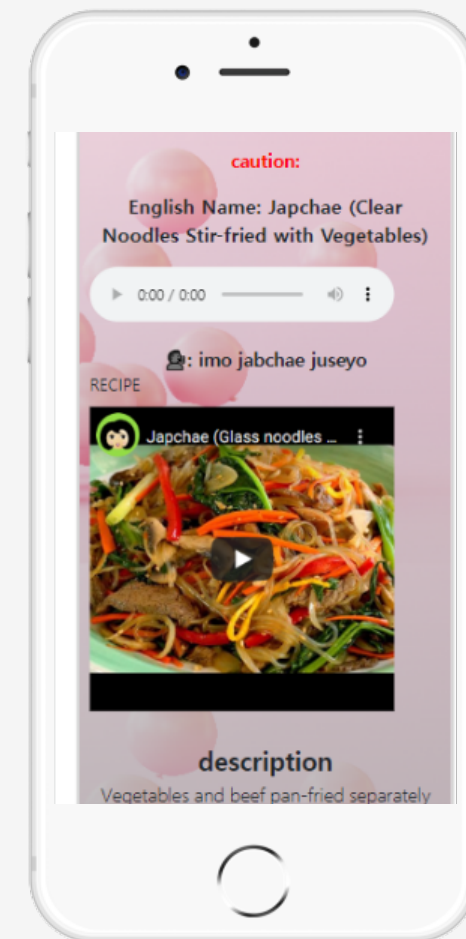 caution:
English Name: Japchae (Clear
Noodles Stir-fried with Vegetables)
0:00 / 0:00
: imo jabchae juseyo
RECIPE
Japchae (Glass noodles ...
description
Vegetables and beef pan-fried separately